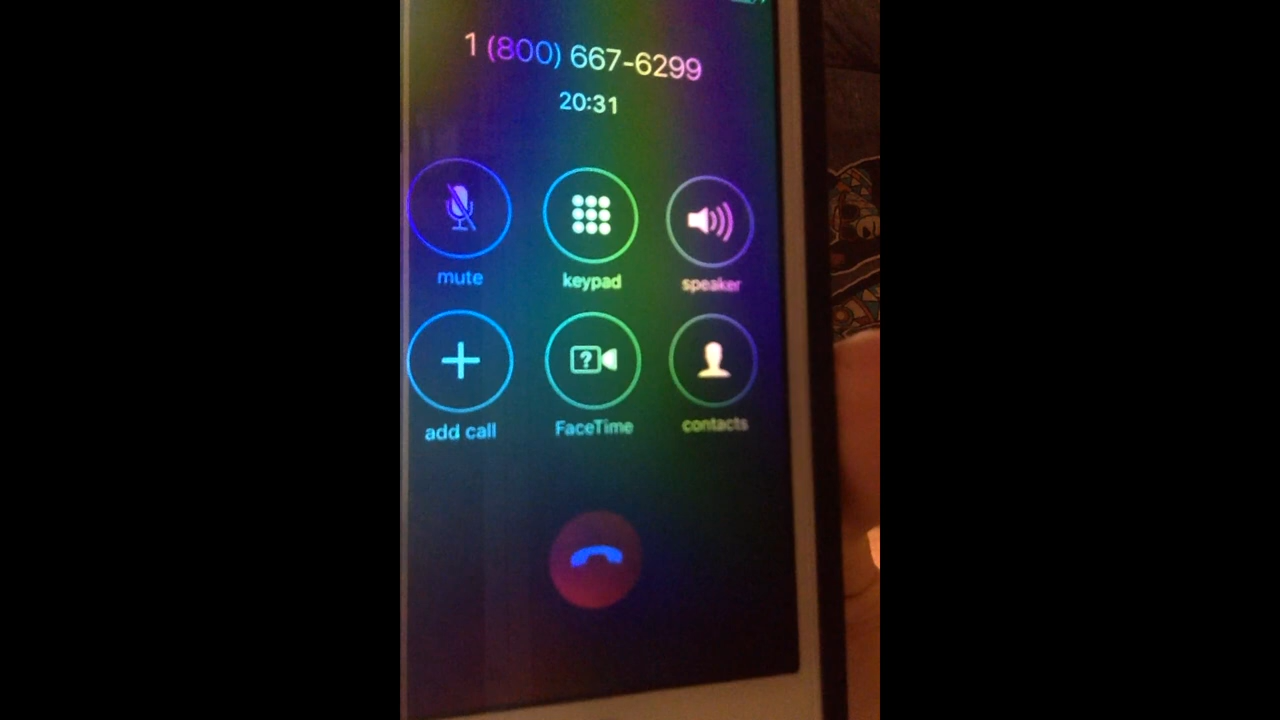 1 (800) 667-6299
20:31
mute keypad speaker
?
add call FaceTime contacts